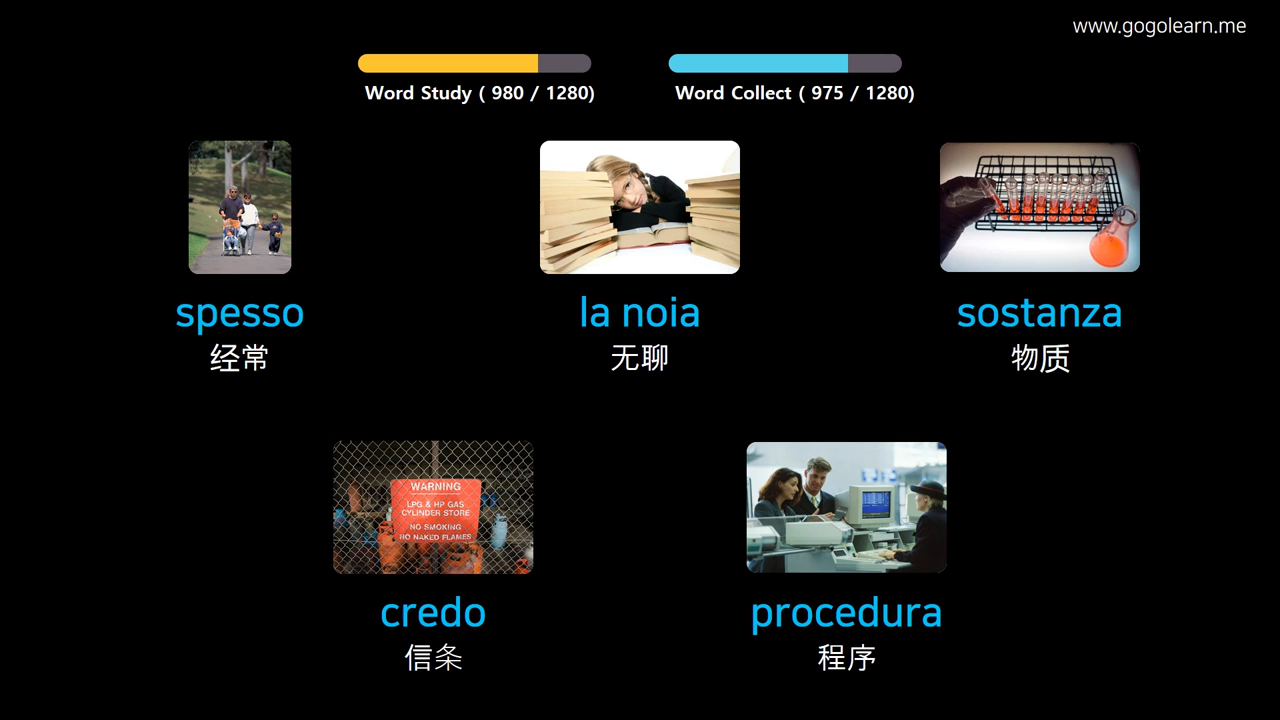 www.gogolearn.me
Word Study ( 980 / 1280)
Word Collect ( 975 / 1280)
spesso
经常
la noia
无聊
sostanza
物质
WARNING
LPG & HP GAS
CYLINDER STORE
NO SMOKING
NO NAKED FLAMES
credo
信条
procedura
程序